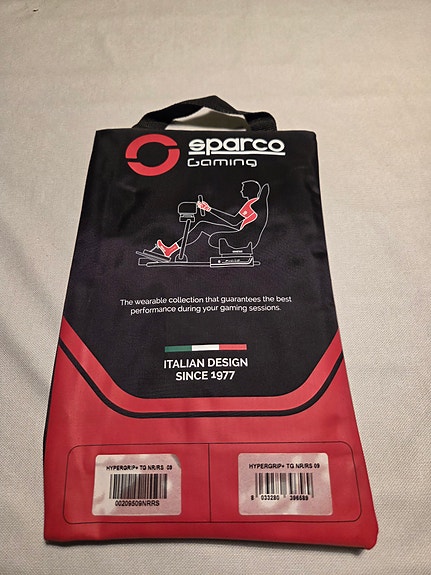 sparco
Gaming
The wearable collection that guarantees the best
performance during your gaming sessions.
ITALIAN DESIGN
SINCE 1977
HYPERGRIP+ TG NR/RS 09
00209509NRRS
HYPERGRIP+ TG NR/RS 09
8 033280 396589